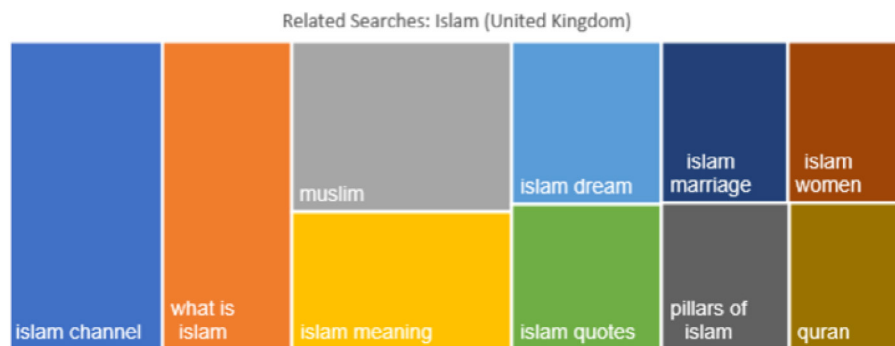 Related Searches: Islam (United Kingdom)
islam channel
what is
islam
muslim
islam meaning
islam dream
islam quotes
islam
marriage
pillars of
islam
islam
women
quran